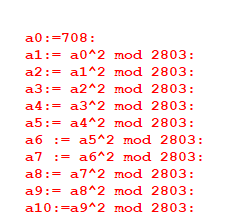 a0:=708:
a1:= a0^2 mod 2803:
a2:= a1^2 mod 2803:
a3:= a2^2 mod 2803:
a4:= a3^2 mod 2803:
a5:= a4^2 mod 2803:
a6 := a5^2 mod 2803:
a7 := a6^2 mod 2803:
a8:= a7^2 mod 2803:
a9:= a8^2 mod 2803:
a10:=a9^2 mod 2803: